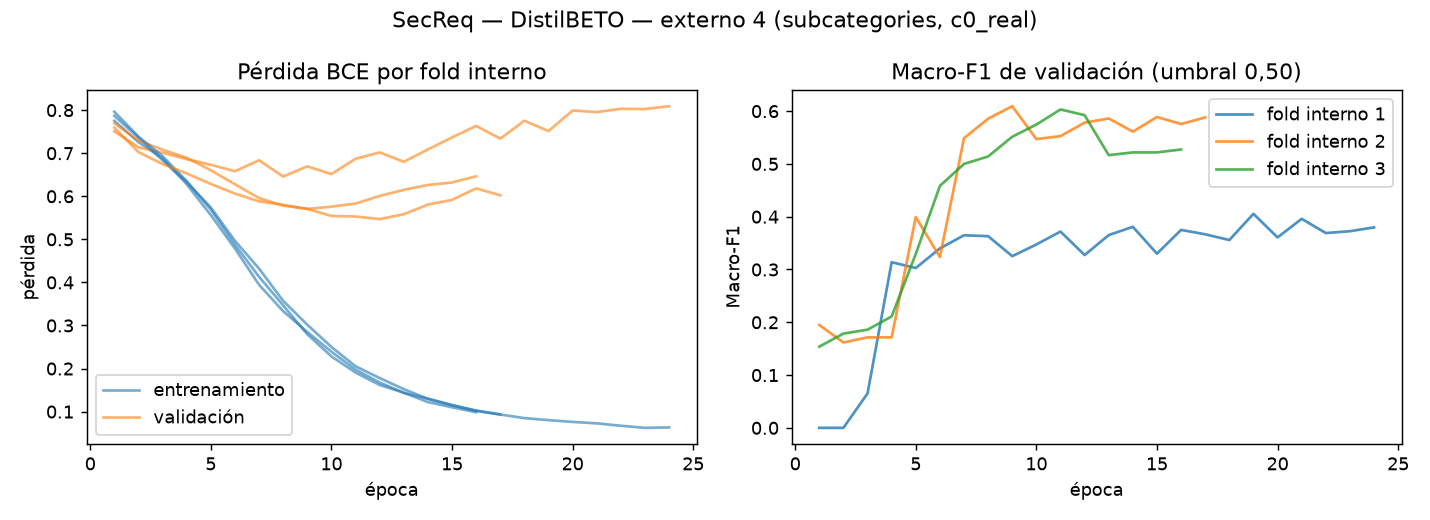 SecReq — DistilBETO — externo 4 (subcategories, c0_real)
Pérdida BCE por fold interno
0.8
0.7
0.6
0.5
0.4
0.3
0.2
0.1
pérdida
entrenamiento
validación
0
5
10
15
20
25
época
Macro-F1 de validación (umbral 0,50)
0.6
0.5
0.4
0.3
0.2
0.1
0.0
Macro-F1
fold interno 1
fold interno 2
fold interno 3
0
5
10
15
20
25
época